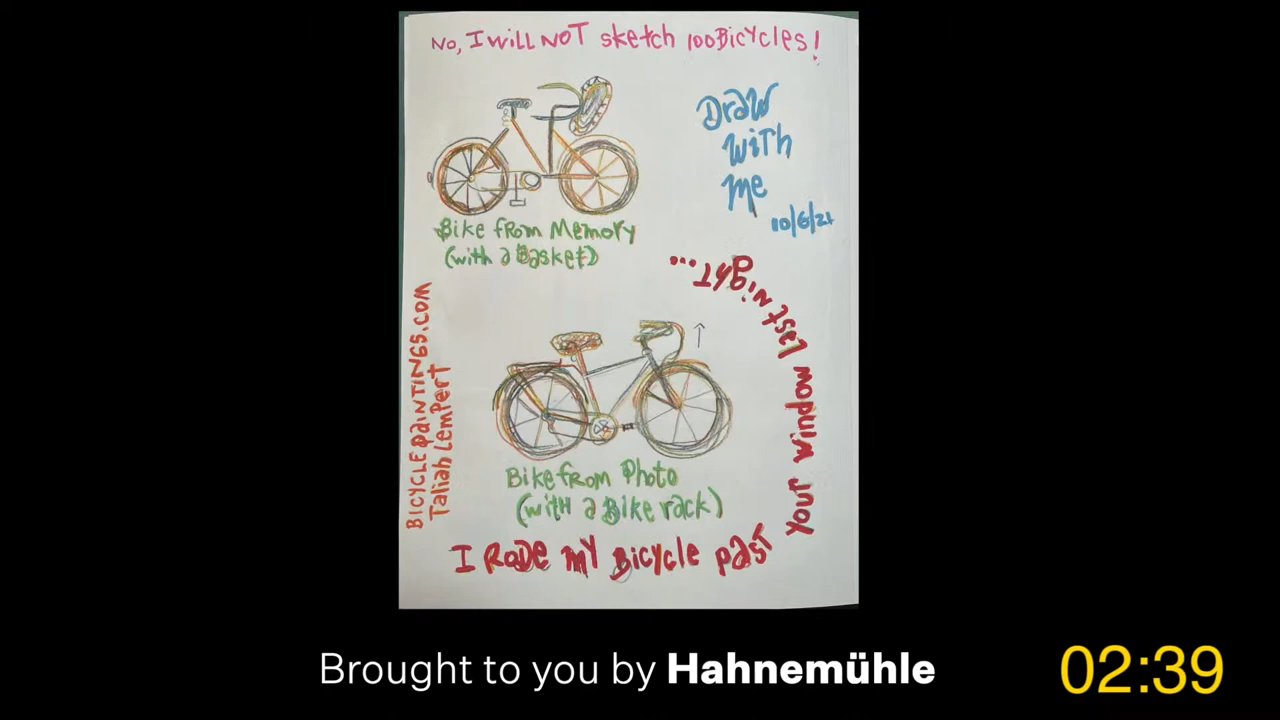 No, I WILL NOT sketch 100 Bicycles!
Draw
with
me
10/6/21
Bike from Memory
(with a Basket)
BICYCLEPAINTINGS.COM
Taliah Lempert
Bike from Photo
(with a Bike rack)
I RODE MY Bicycle past
your window last night...
Brought to you by Hahnemühle
02:39